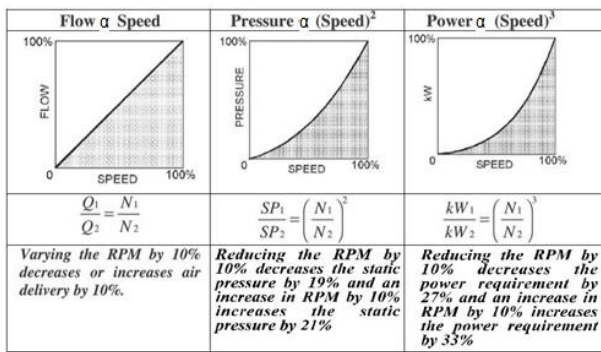 Flow α Speed
100%
FLOW
0
SPEED
100%
Q1/Q2 = N1/N2
Varying the RPM by 10%
decreases or increases air
delivery by 10%.
Pressure α (Speed)²
100%
PRESSURE
0
SPEED
100%
SP1/SP2 = (N1/N2)²
Reducing the RPM by
10% decreases the static
pressure by 19% and an
increase in RPM by 10%
increases the static
pressure by 21%
Power α (Speed)³
100%
kW
0
SPEED
100%
kW1/kW2 = (N1/N2)³
Reducing the RPM by
10% decreases the
power requirement by
27% and an increase in
RPM by 10% increases
the power requirement
by 33%